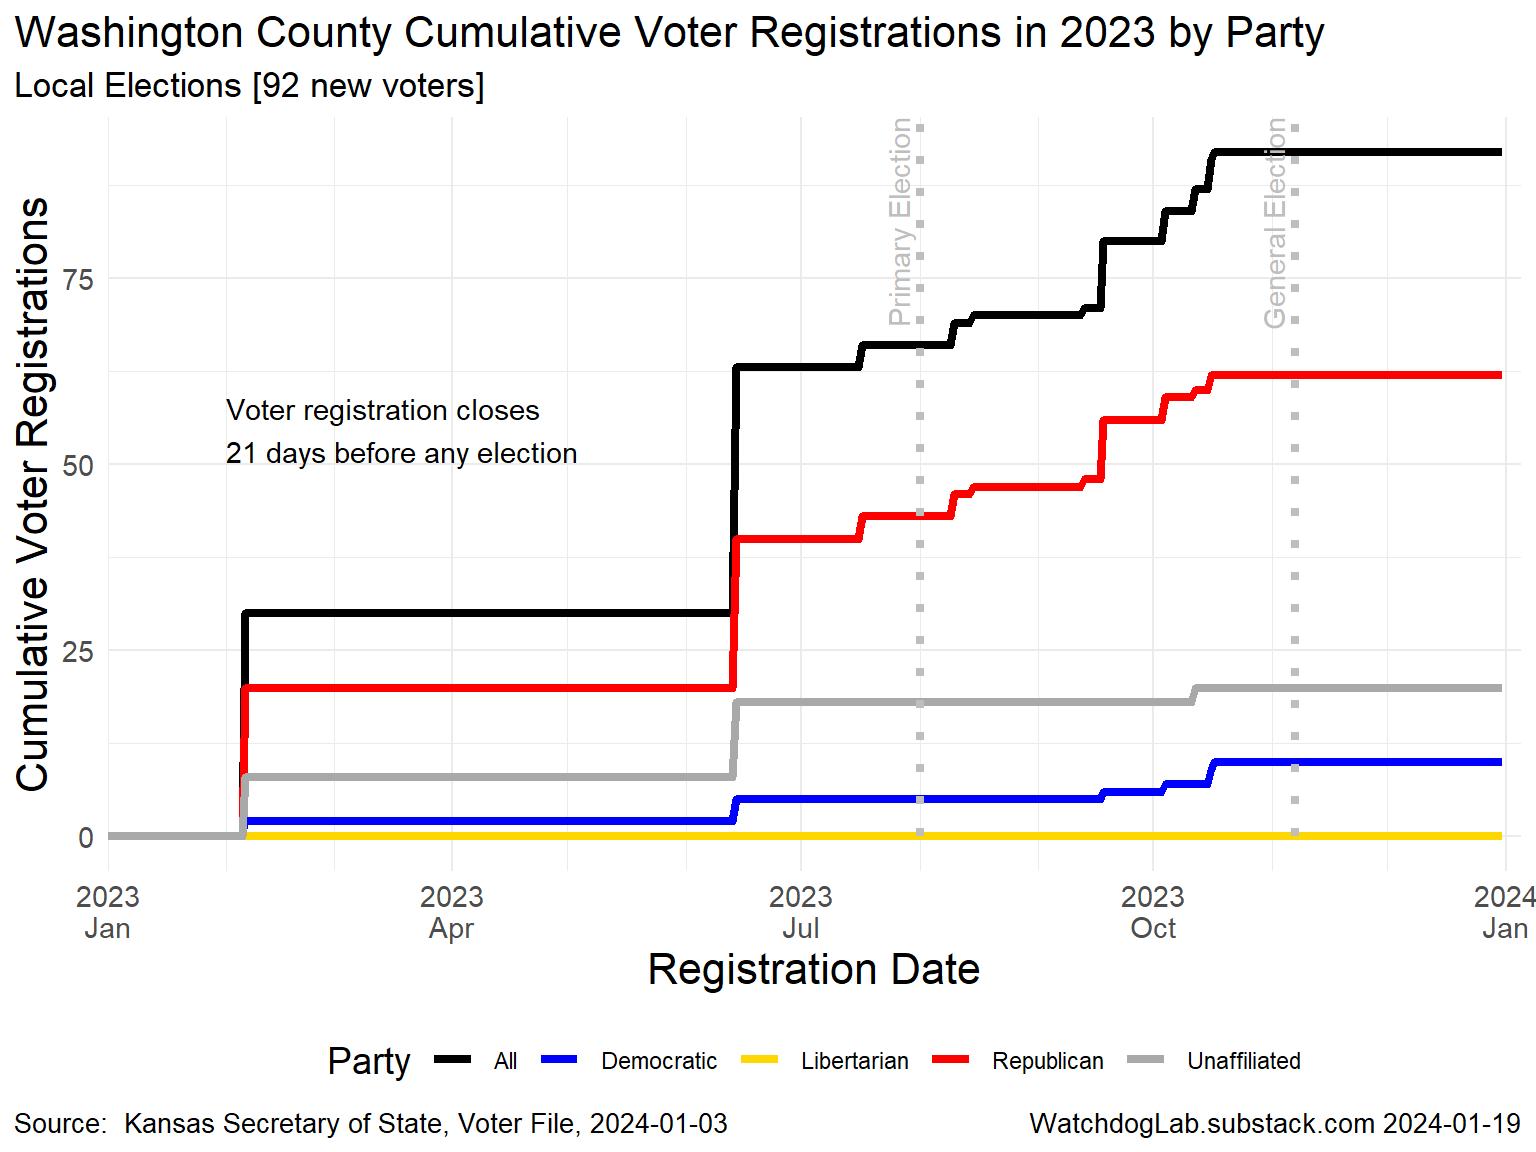 Washington County Cumulative Voter Registrations in 2023 by Party
Local Elections [92 new voters]
Cumulative Voter Registrations
75
50
25
0
Primary Election
General Election
Voter registration closes
21 days before any election
2023 2023 2023 2023 2024
Jan Apr Jul Oct Jan
Registration Date
Party All Democratic Libertarian Republican Unaffiliated
Source:  Kansas Secretary of State, Voter File, 2024-01-03
WatchdogLab.substack.com 2024-01-19